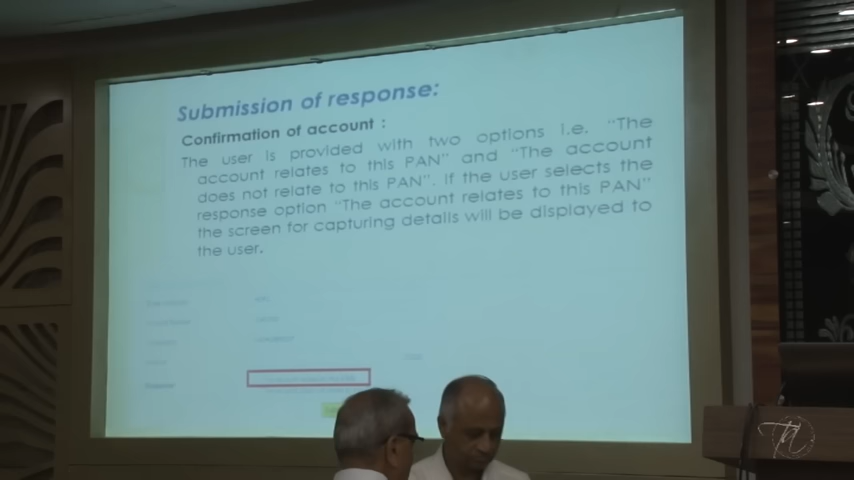 Submission of response:
Confirmation of account :
The user is provided with two options i.e. "The
account relates to this PAN" and "The account
does not relate to this PAN". If the user selects the
response option "The account relates to this PAN"
the screen for capturing details will be displayed to
the user.